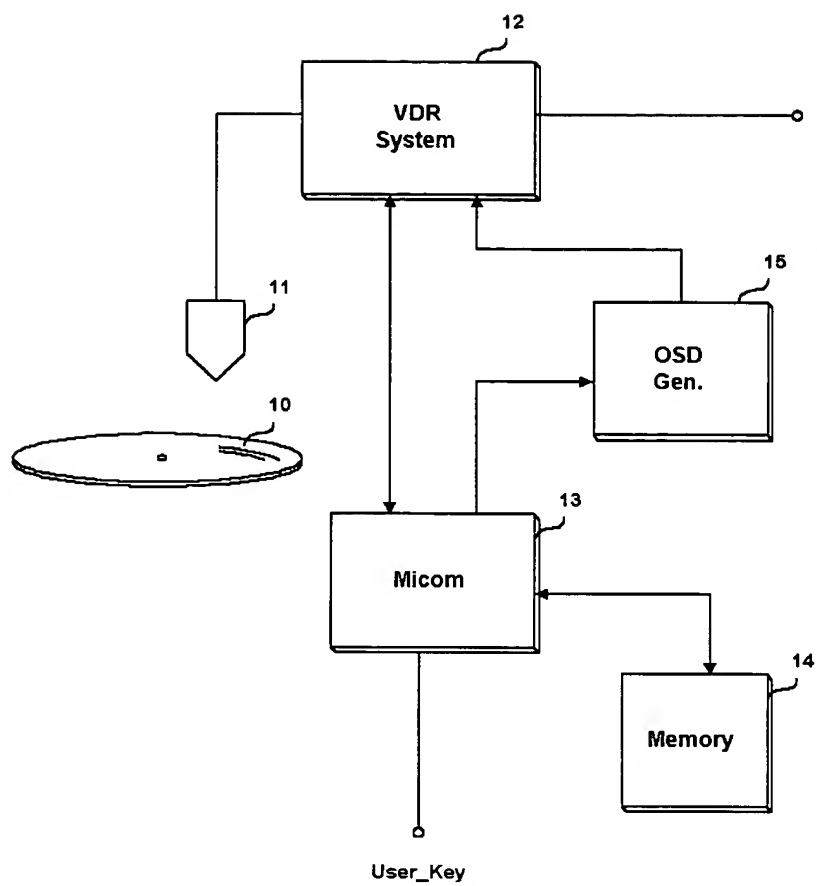 12
VDR
System
15
11
OSD
Gen.
10
13
Micom
14
Memory
User_Key